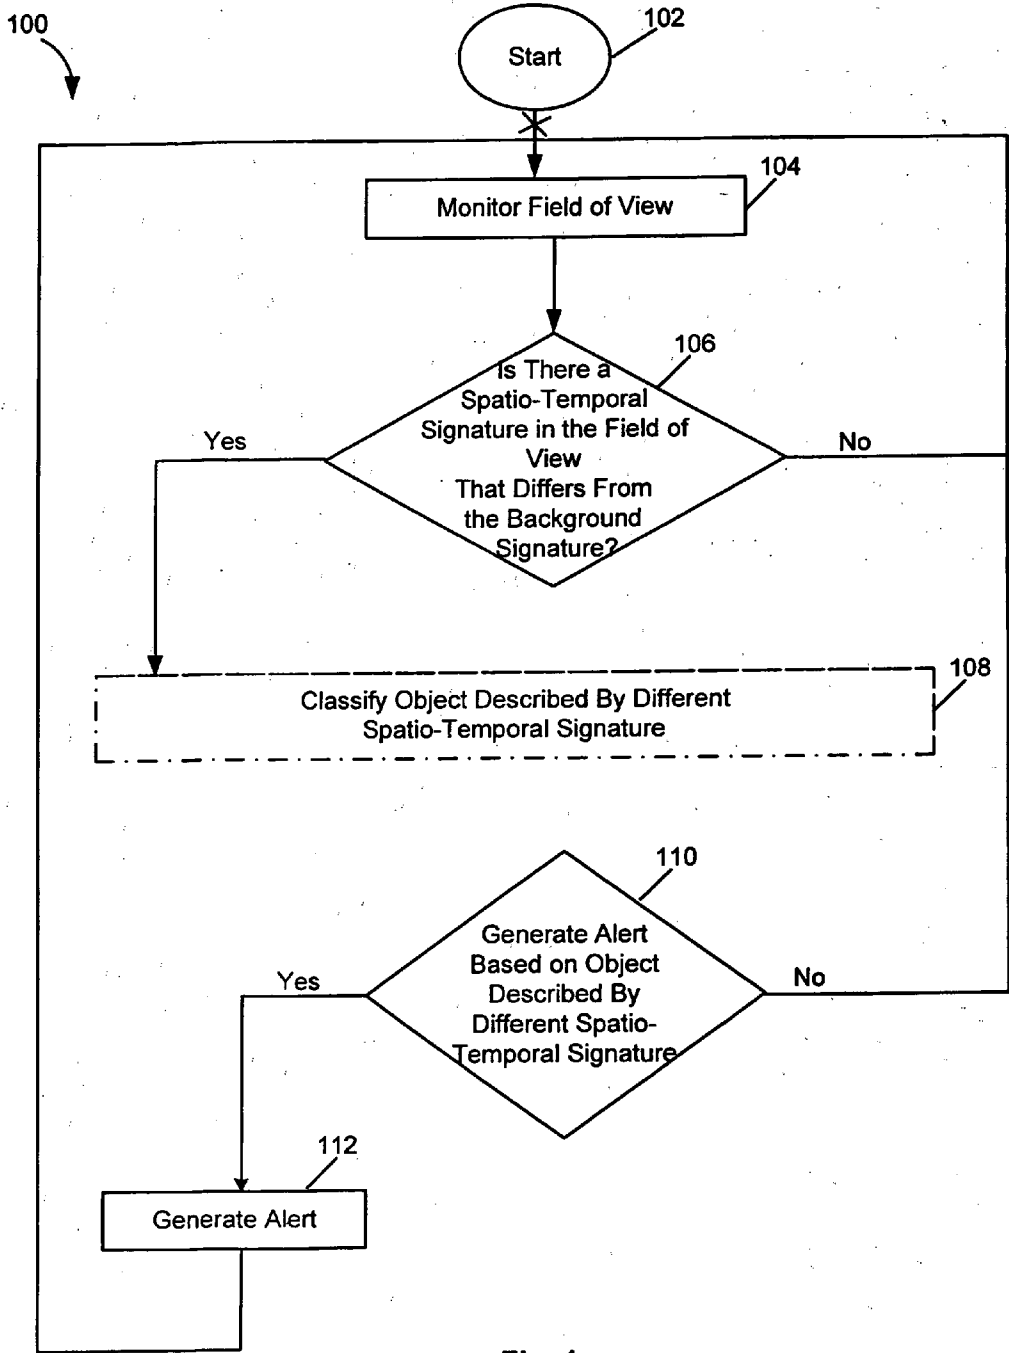 100
102
Start
104
Monitor Field of View
106
Is There a
Spatio-Temporal
Signature in the Field of
View
That Differs From
the Background
Signature?
Yes
No
108
Classify Object Described By Different
Spatio-Temporal Signature
110
Generate Alert
Based on Object
Described By
Different Spatio-
Temporal Signature
Yes
No
112
Generate Alert